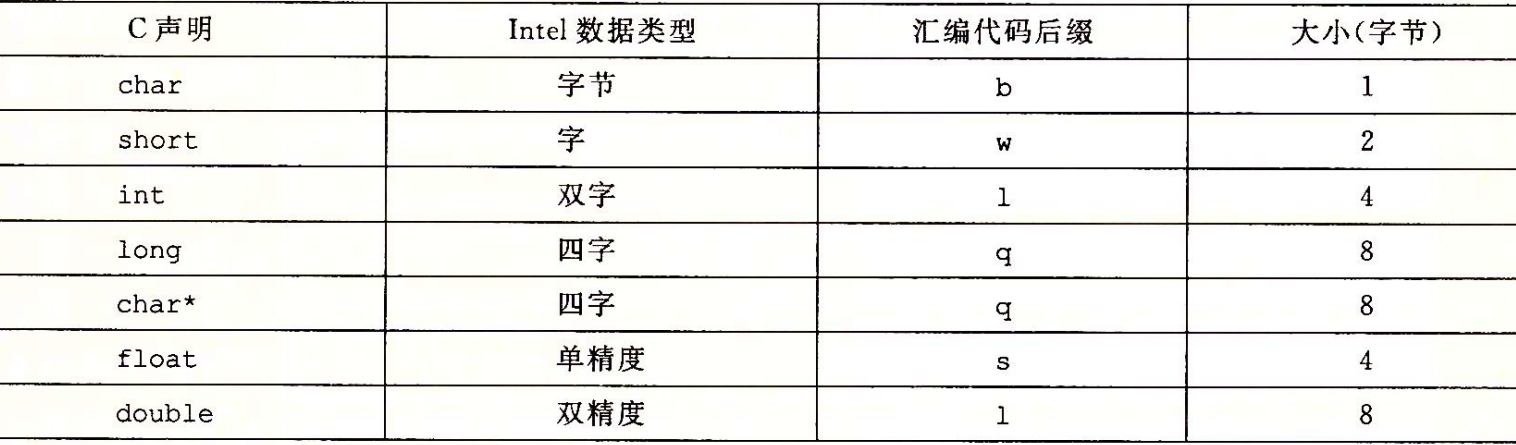 C声明 Intel 数据类型 汇编代码后缀 大小(字节)
char 字节 b 1
short 字 w 2
int 双字 l 4
long 四字 q 8
char* 四字 q 8
float 单精度 s 4
double 双精度 l 8